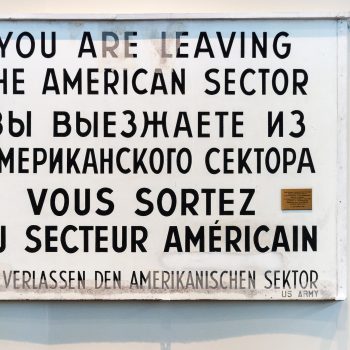 YOU ARE LEAVING
HE AMERICAN SECTOR
ВЫ ВЫЕЗЖАЕТЕ ИЗ
АМЕРИКАНСКОГО СЕКТОРА
VOUS SORTEZ
U SECTEUR AMÉRICAIN
VERLASSEN DEN AMERIKANISCHEN SEKTOR
US ARMY